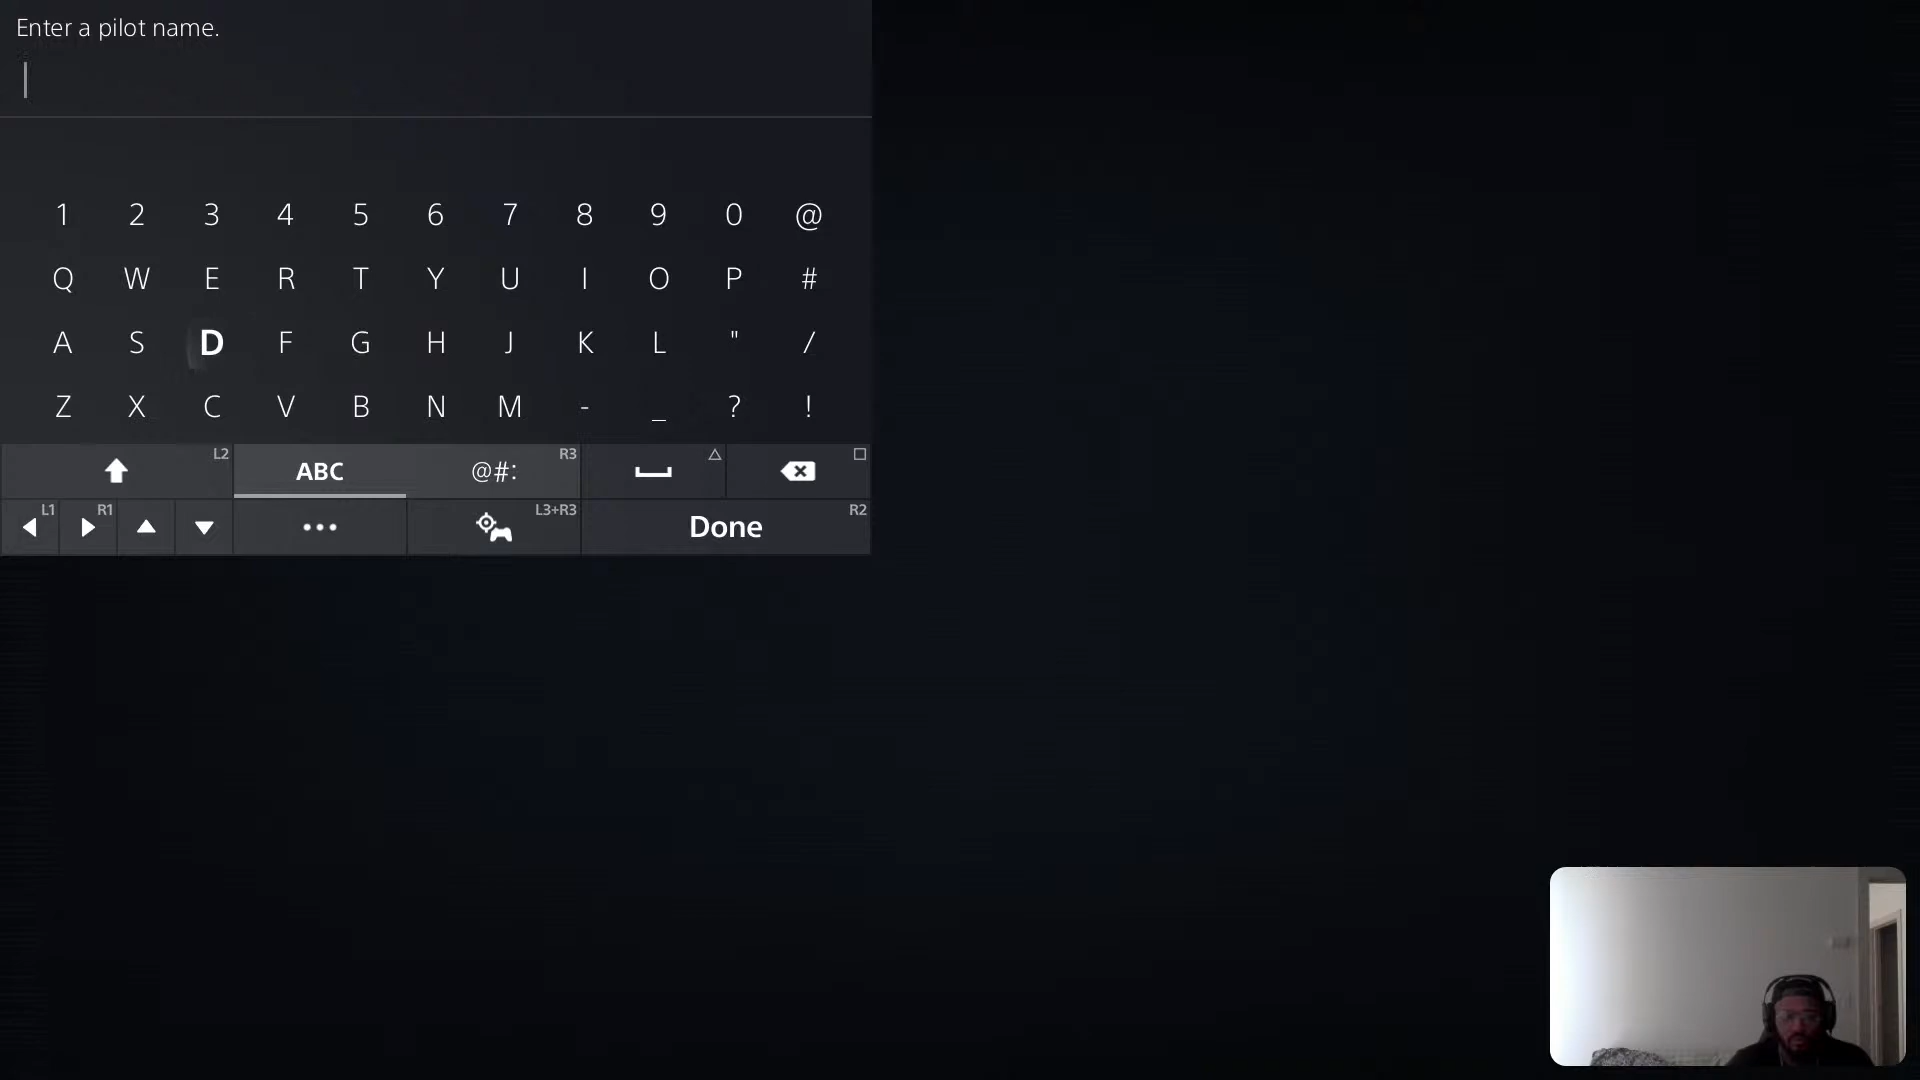 Enter a pilot name.
1 2 3 4 5 6 7 8 9 0 @
Q W E R T Y U I O P #
A S D F G H J K L " /
Z X C V B N M - _ ? !
L2 ABC @#: R3 △ □
L1 R1 ... L3+R3 Done R2